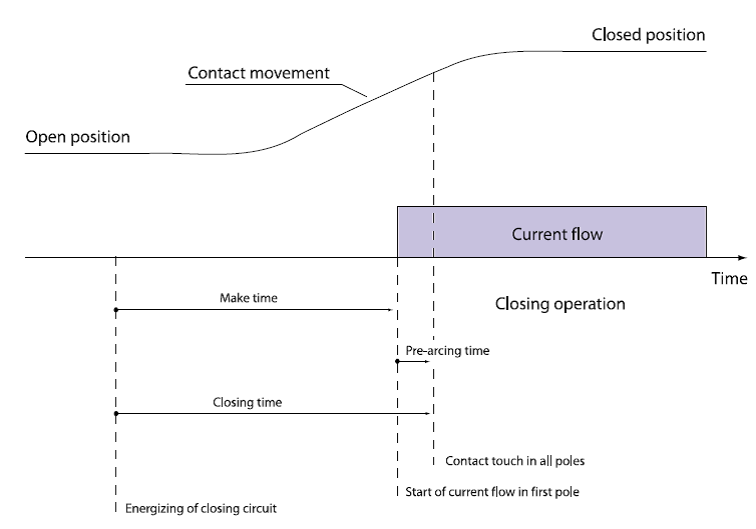 Closed position
Contact movement
Open position
Current flow
Time
Make time
Closing operation
Pre-arcing time
Closing time
Contact touch in all poles
Start of current flow in first pole
Energizing of closing circuit